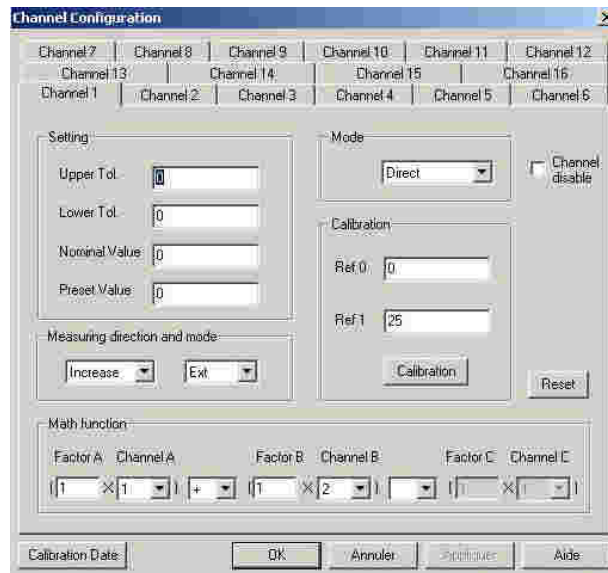 Channel Configuration
Channel 7 Channel 8 Channel 9 Channel 10 Channel 11 Channel 12
Channel 13 Channel 14 Channel 15 Channel 16
Channel 1 Channel 2 Channel 3 Channel 4 Channel 5 Channel 6
Setting
Upper Tol. 0
Lower Tol. 0
Nominal Value 0
Preset Value 0
Mode
Direct
Channel disable
Calibration
Ref 0 0
Ref 1 25
Calibration
Measuring direction and mode
Increase Ext
Reset
Math function
Factor A Channel A Factor B Channel B Factor C Channel C
( 1 X 1 ) + ( 1 X 2 ) ( 1 X 1 )
Calibration Date OK Annuler Appliquer Aide